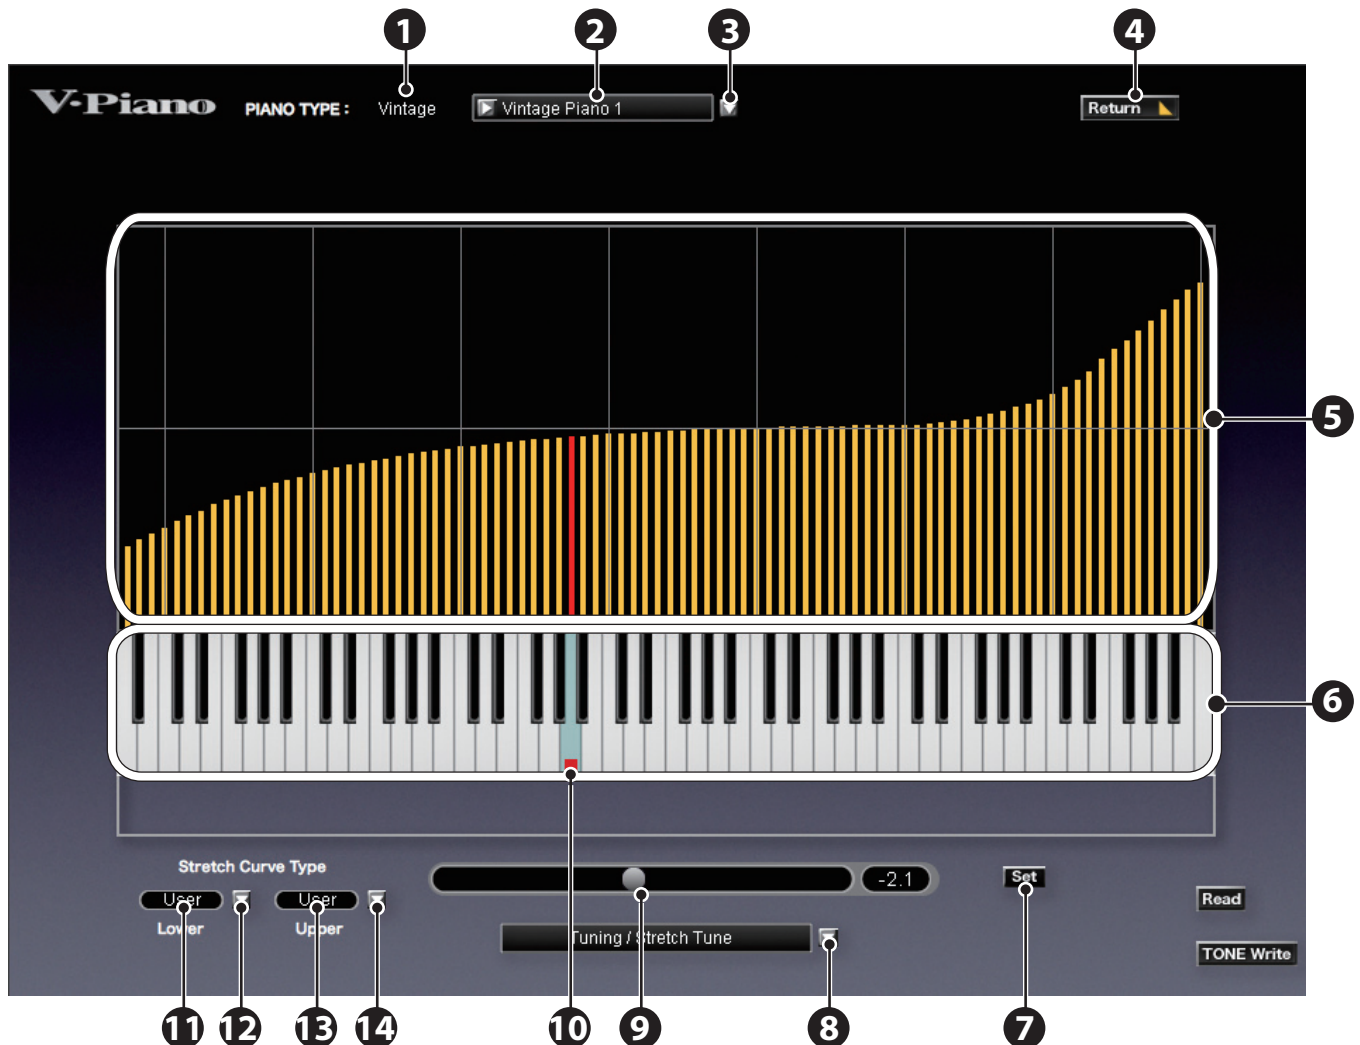 1 2 3 4
V-Piano PIANO TYPE : Vintage Vintage Piano 1 Return
5
6
Stretch Curve Type
-2.1 Set
User User Read
Lower Upper
Tuning / Stretch Tune
TONE Write
11 12 13 14 10 9 8 7